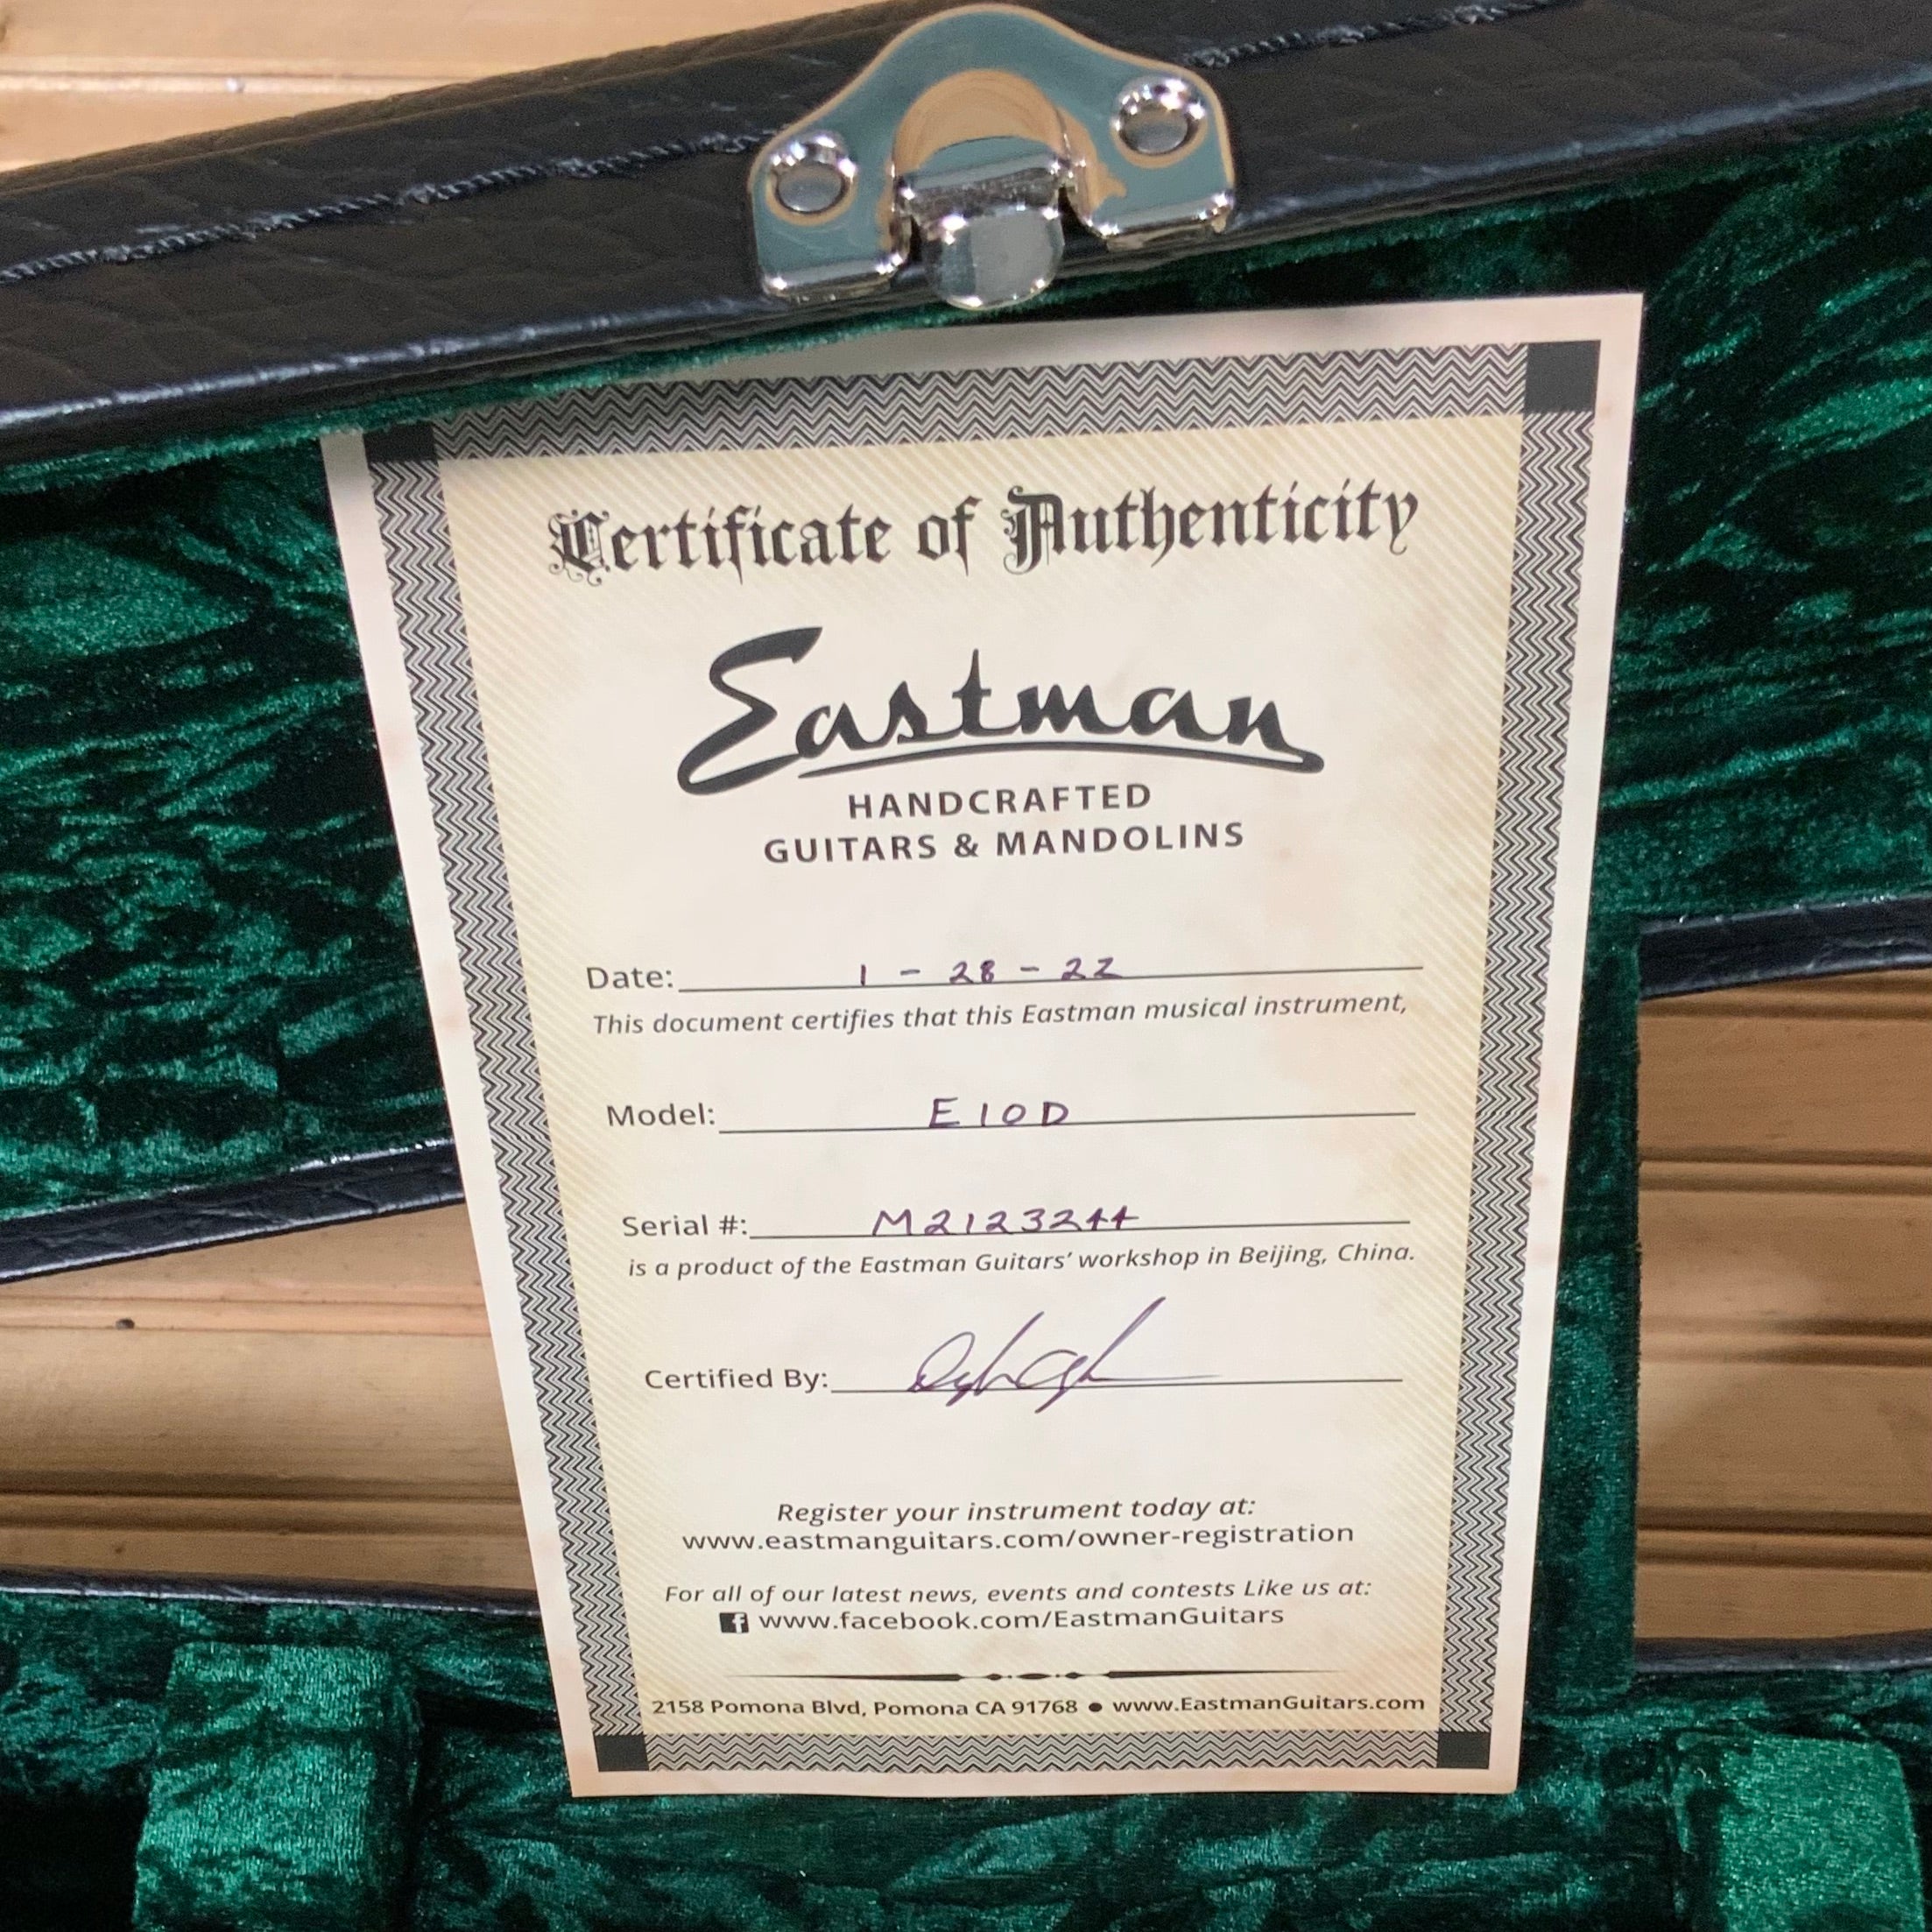 Certificate of Authenticity
Eastman
HANDCRAFTED
GUITARS & MANDOLINS
Date: 1 - 28 - 22
This document certifies that this Eastman musical instrument,
Model: E10D
Serial #: M2123244
is a product of the Eastman Guitars' workshop in Beijing, China.
Certified By:
Register your instrument today at:
www.eastmanguitars.com/owner-registration
For all of our latest news, events and contests Like us at:
f www.facebook.com/EastmanGuitars
2158 Pomona Blvd, Pomona CA 91768 ● www.EastmanGuitars.com